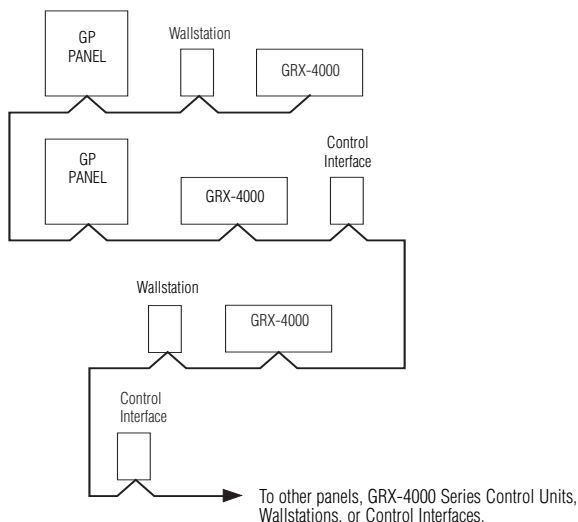 GP
PANEL
Wallstation
GRX-4000
GP
PANEL
GRX-4000
Control
Interface
Wallstation
GRX-4000
Control
Interface
To other panels, GRX-4000 Series Control Units,
Wallstations, or Control Interfaces.